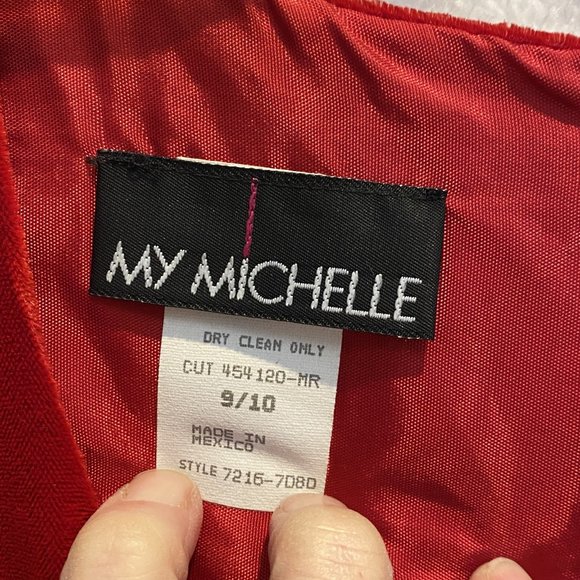 MY MICHELLE
DRY CLEAN ONLY
CUT 454120-MR
9/10
MADE IN
MEXICO
STYLE 7216-7D8D